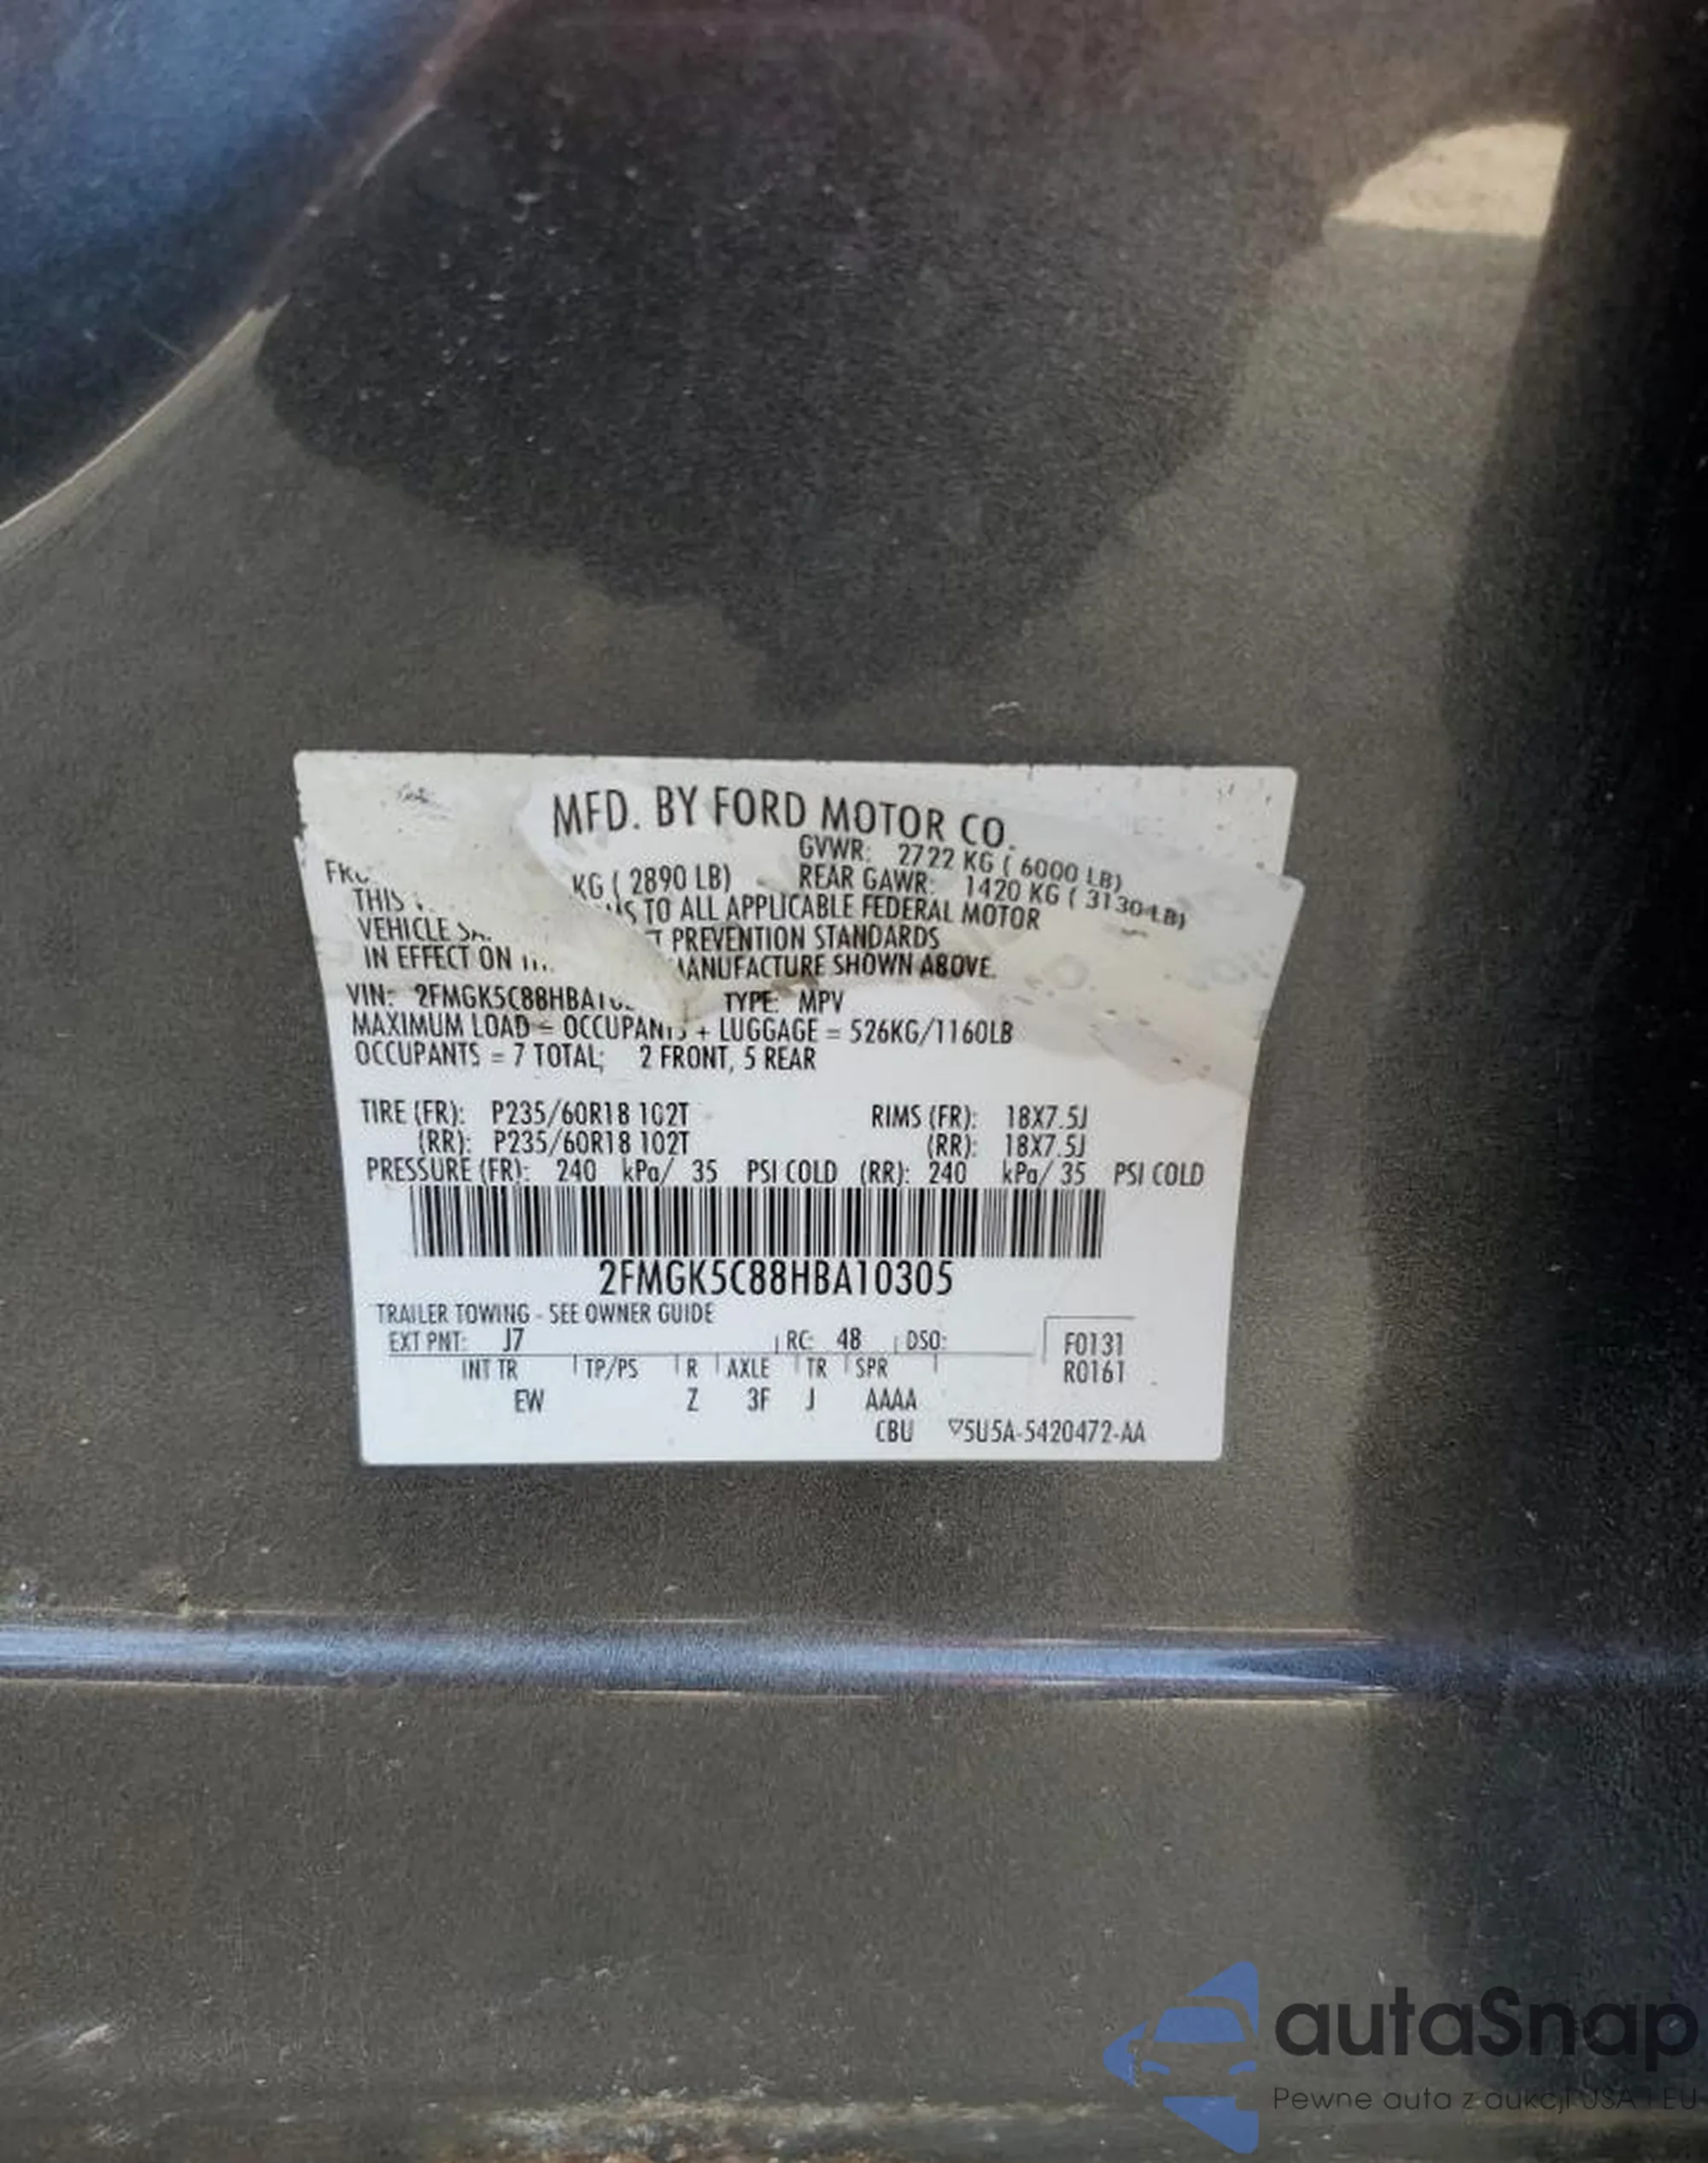 MFD. BY FORD MOTOR CO.
GVWR: 2722 KG ( 6000 LB)
KG ( 2890 LB) REAR GAWR: 1420 KG ( 3130 LB)
THIS TO ALL APPLICABLE FEDERAL MOTOR
VEHICLE PREVENTION STANDARDS
IN EFFECT ON MANUFACTURE SHOWN ABOVE.
VIN: 2FMGK5C88HBA10 TYPE: MPV
MAXIMUM LOAD = OCCUPANTS + LUGGAGE = 526KG/1160LB
OCCUPANTS = 7 TOTAL; 2 FRONT, 5 REAR
TIRE (FR): P235/60R18 102T RIMS (FR): 18X7.5J
(RR): P235/60R18 102T (RR): 18X7.5J
PRESSURE (FR): 240 kPa/ 35 PSI COLD (RR): 240 kPa/ 35 PSI COLD
2FMGK5C88HBA10305
TRAILER TOWING - SEE OWNER GUIDE
EXT PNT: J7 RC: 48 DSO: F0131
INT TR TP/PS R AXLE TR SPR R0161
EW Z 3F J AAAA
CBU ▽5U5A-5420472-AA
autaSnap
Pewne auta z aukcji USA i EU